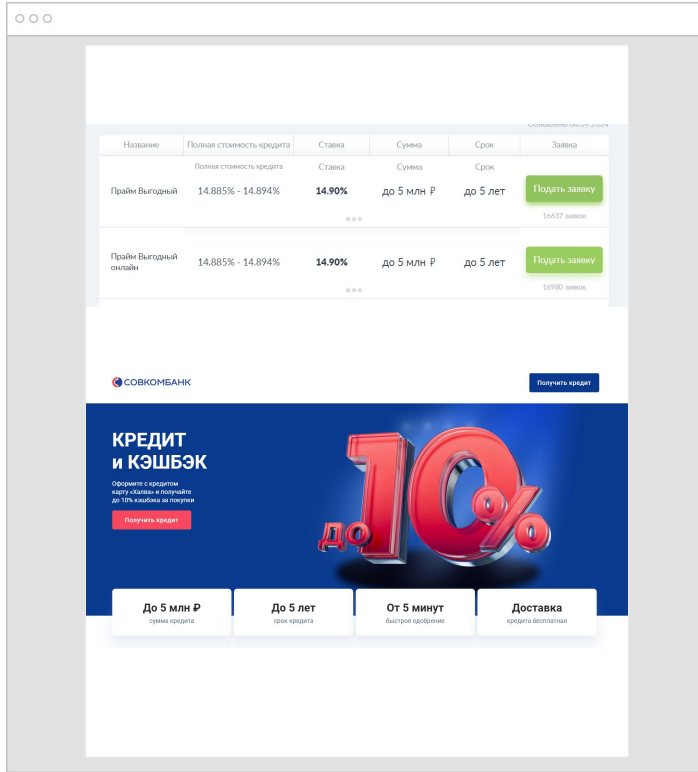 Обновлено 04.09.2024
Название Полная стоимость кредита Ставка Сумма Срок Заявка
Полная стоимость кредита Ставка Сумма Срок
Прайм Выгодный 14.885% - 14.894% 14.90% до 5 млн ₽ до 5 лет Подать заявку
16637 заявок
Прайм Выгодный
онлайн 14.885% - 14.894% 14.90% до 5 млн ₽ до 5 лет Подать заявку
16980 заявок
СОВКОМБАНК Получить кредит
КРЕДИТ
и КЭШБЭК
Оформите с кредитом
карту «Халва» и получайте
до 10% кэшбэка за покупки
Получить кредит
до 10%
До 5 млн ₽ До 5 лет От 5 минут Доставка
сумма кредита срок кредита быстрое одобрение кредита бесплатная